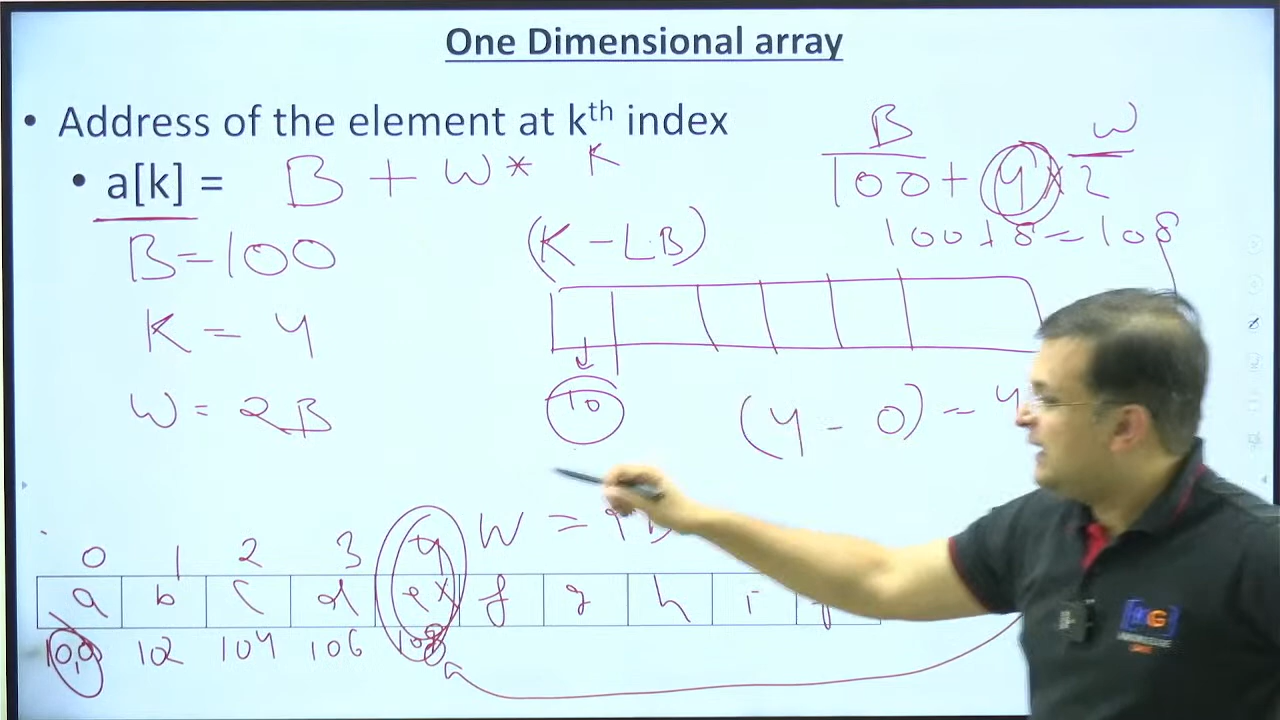 One Dimensional array
• Address of the element at kth index
• a[k] = B + W * K
B W
100 + 4 × 2
100 + 8 = 108
(K - L.B)
B = 100
K = 4
W = 2B
10
(4 - 0) = 4
W =
0 1 2 3 4
a b c d e f g h i
100 102 104 106 108